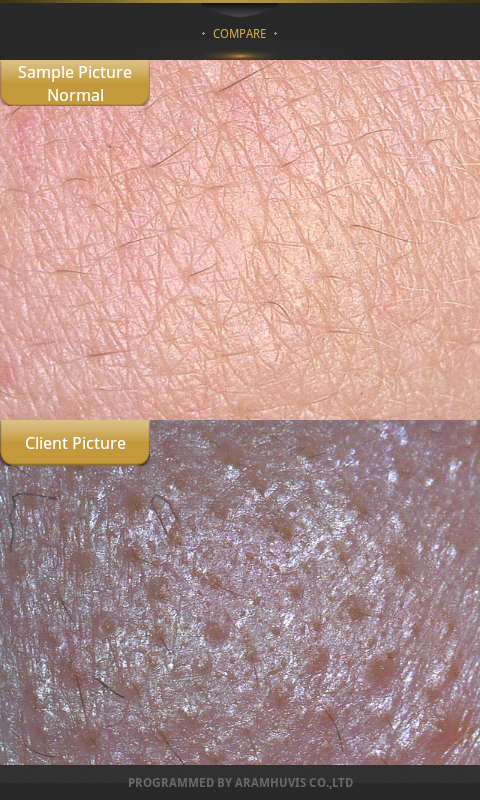 COMPARE
Sample Picture
Normal
Client Picture
PROGRAMMED BY ARAMHUVIS CO.,LTD